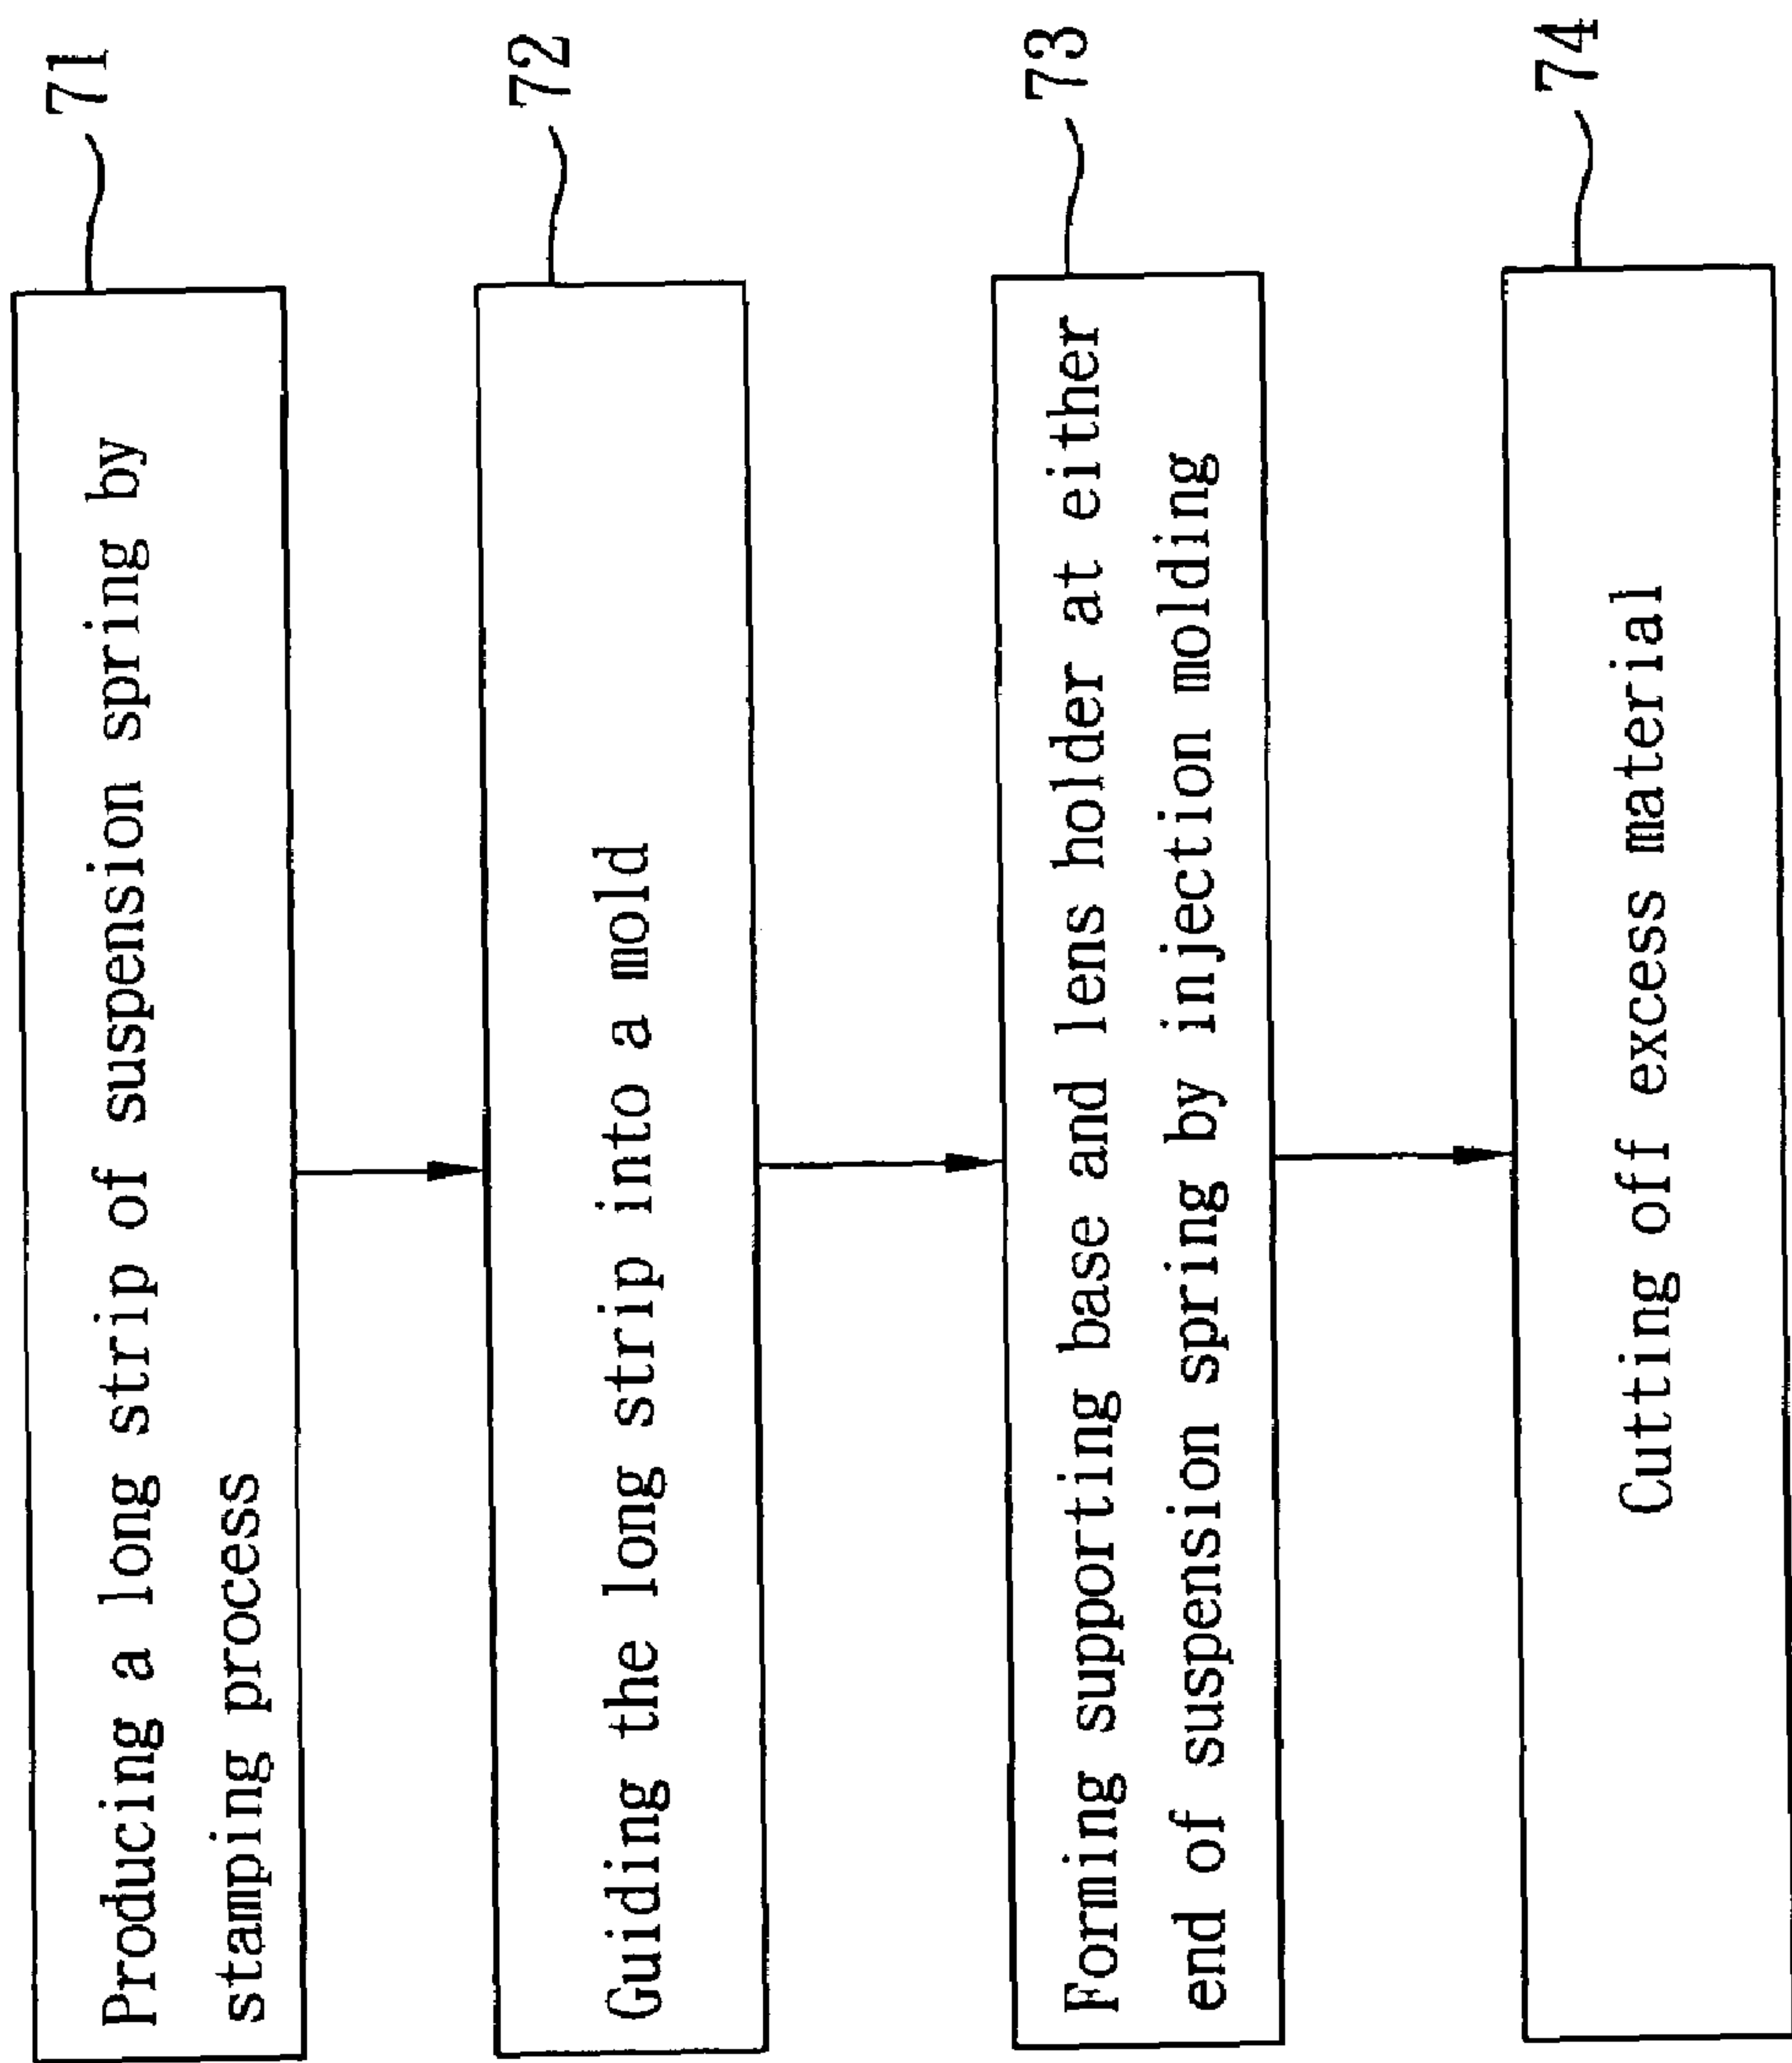 71
Producing a long strip of suspension spring by
stamping process
72
Guiding the long strip into a mold
73
Forming supporting base and lens holder at either
end of suspension spring by injection molding
74
Cutting off excess material